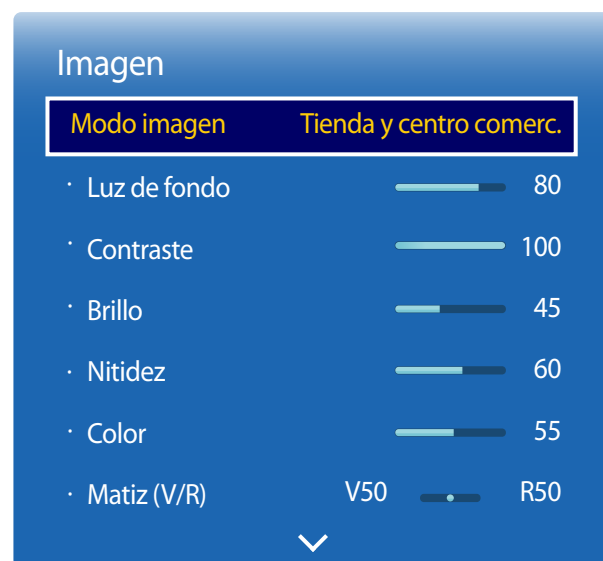 Imagen
Modo imagen Tienda y centro comerc.
· Luz de fondo 80
· Contraste 100
· Brillo 45
· Nitidez 60
· Color 55
· Matiz (V/R) V50 R50